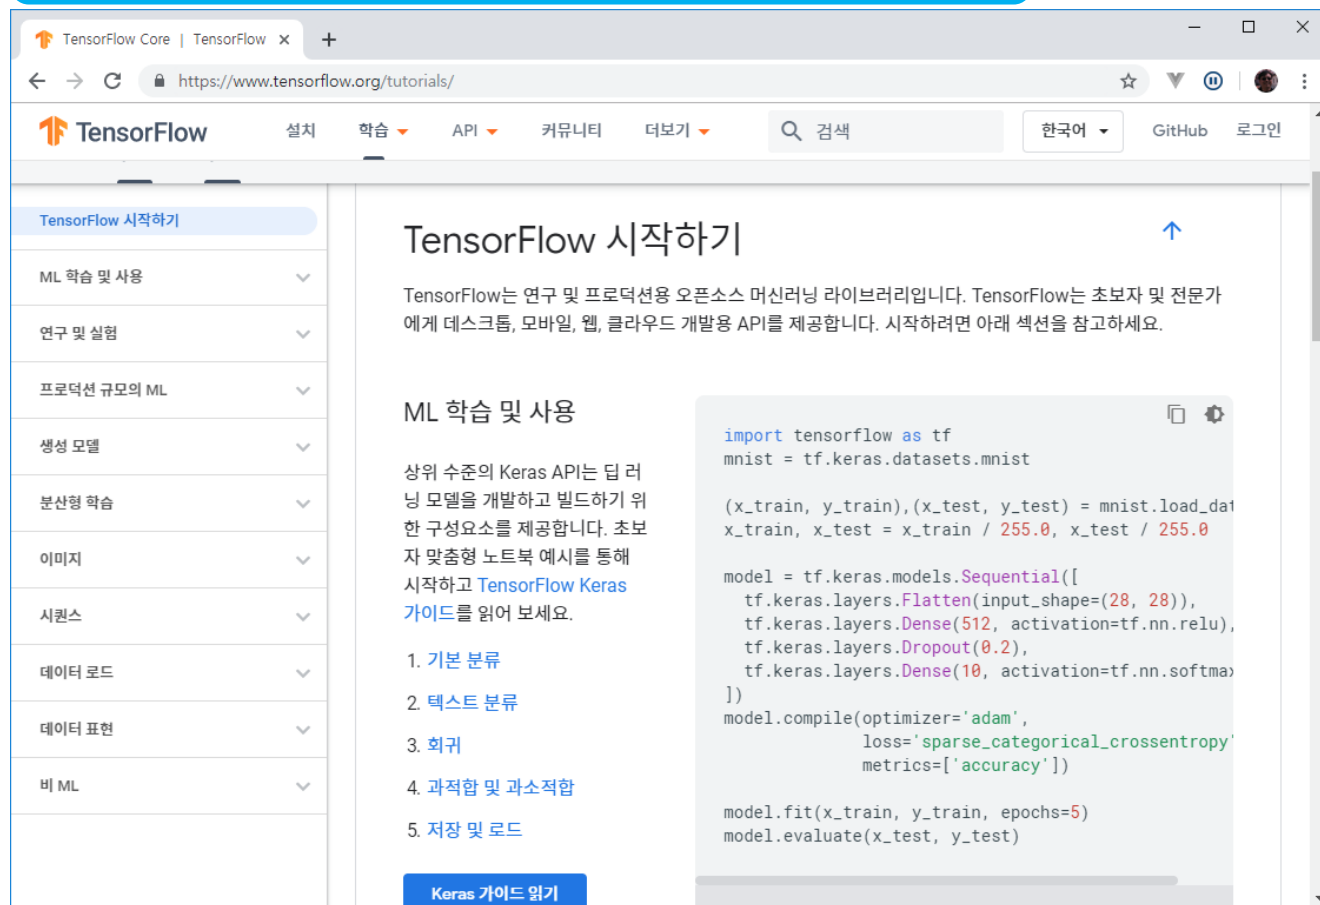 TensorFlow Core | TensorFlow
https://www.tensorflow.org/tutorials/
TensorFlow 설치 학습 API 커뮤니티 더보기 검색 한국어 GitHub 로그인
TensorFlow 시작하기
ML 학습 및 사용
연구 및 실험
프로덕션 규모의 ML
생성 모델
분산형 학습
이미지
시퀀스
데이터 로드
데이터 표현
비 ML
TensorFlow 시작하기
TensorFlow는 연구 및 프로덕션용 오픈소스 머신러닝 라이브러리입니다. TensorFlow는 초보자 및 전문가
에게 데스크톱, 모바일, 웹, 클라우드 개발용 API를 제공합니다. 시작하려면 아래 섹션을 참고하세요.
ML 학습 및 사용
상위 수준의 Keras API는 딥 러
닝 모델을 개발하고 빌드하기 위
한 구성요소를 제공합니다. 초보
자 맞춤형 노트북 예시를 통해
시작하고 TensorFlow Keras
가이드를 읽어 보세요.
1. 기본 분류
2. 텍스트 분류
3. 회귀
4. 과적합 및 과소적합
5. 저장 및 로드
Keras 가이드 읽기
import tensorflow as tf
mnist = tf.keras.datasets.mnist
(x_train, y_train),(x_test, y_test) = mnist.load_dat
x_train, x_test = x_train / 255.0, x_test / 255.0
model = tf.keras.models.Sequential([
tf.keras.layers.Flatten(input_shape=(28, 28)),
tf.keras.layers.Dense(512, activation=tf.nn.relu),
tf.keras.layers.Dropout(0.2),
tf.keras.layers.Dense(10, activation=tf.nn.softmax
])
model.compile(optimizer='adam',
loss='sparse_categorical_crossentropy'
metrics=['accuracy'])
model.fit(x_train, y_train, epochs=5)
model.evaluate(x_test, y_test)